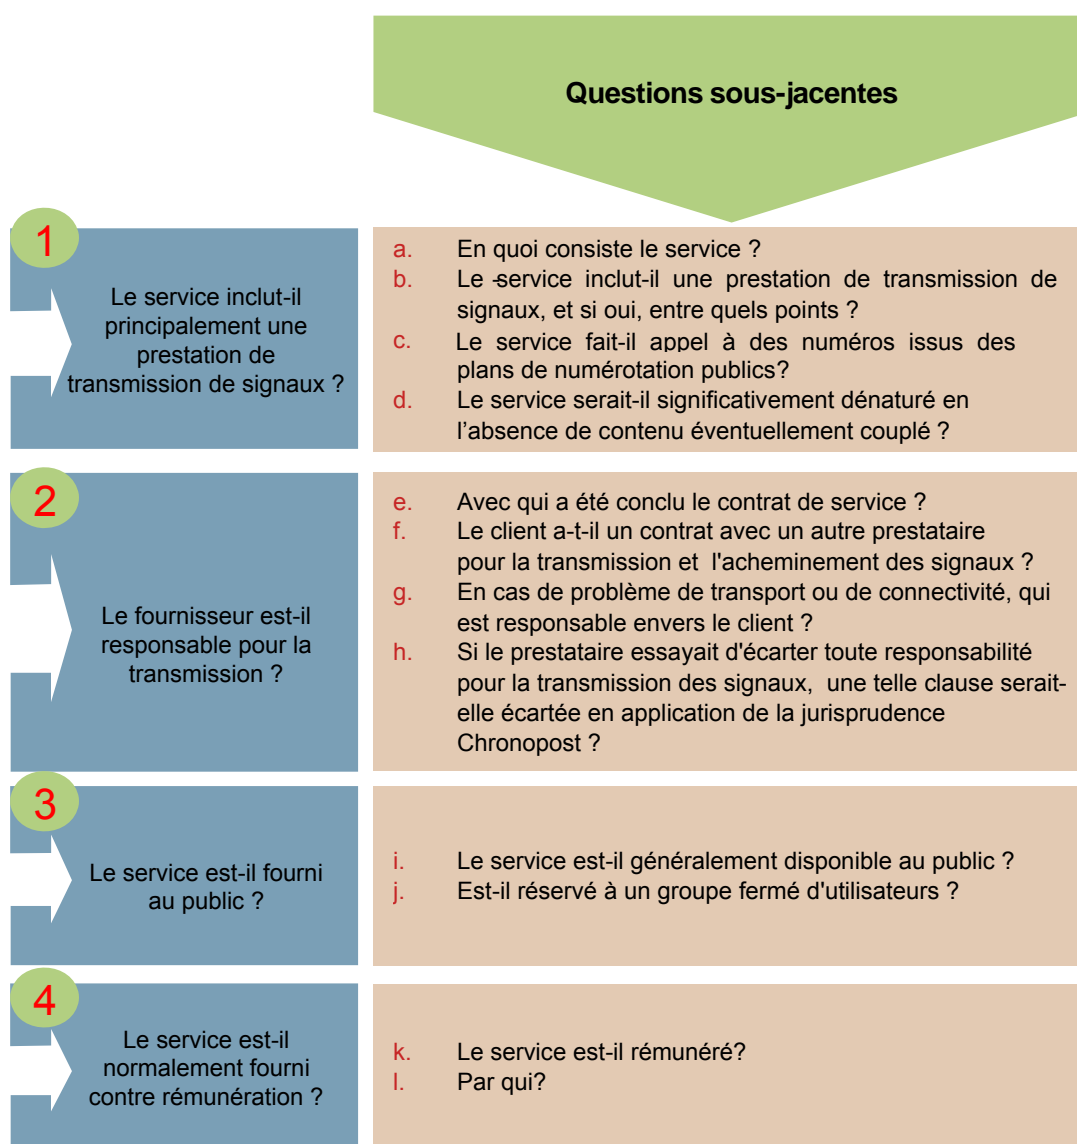 Questions sous-jacentes
1
Le service inclut-il
principalement une
prestation de
transmission de signaux ?
a. En quoi consiste le service ?
b. Le -service inclut-il une prestation de transmission de
signaux, et si oui, entre quels points ?
c. Le service fait-il appel à des numéros issus des
plans de numérotation publics?
d. Le service serait-il significativement dénaturé en
l’absence de contenu éventuellement couplé ?
2
Le fournisseur est-il
responsable pour la
transmission ?
e. Avec qui a été conclu le contrat de service ?
f. Le client a-t-il un contrat avec un autre prestataire
pour la transmission et l'acheminement des signaux ?
g. En cas de problème de transport ou de connectivité, qui
est responsable envers le client ?
h. Si le prestataire essayait d'écarter toute responsabilité
pour la transmission des signaux, une telle clause serait-
elle écartée en application de la jurisprudence
Chronopost ?
3
Le service est-il fourni
au public ?
i. Le service est-il généralement disponible au public ?
j. Est-il réservé à un groupe fermé d'utilisateurs ?
4
Le service est-il
normalement fourni
contre rémunération ?
k. Le service est-il rémunéré?
l. Par qui?